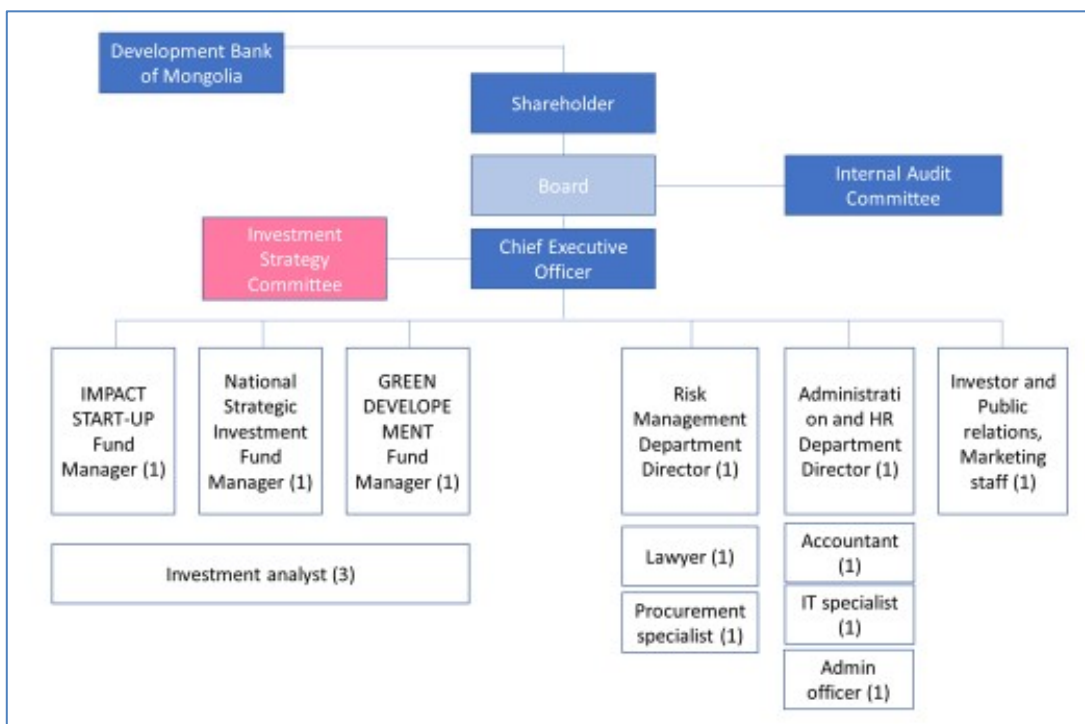 Development Bank
of Mongolia
Shareholder
Board
Internal Audit
Committee
Investment
Strategy
Committee
Chief Executive
Officer
IMPACT
START-UP
Fund
Manager (1)
National
Strategic
Investment
Fund
Manager (1)
GREEN
DEVELOPE
MENT
Fund
Manager (1)
Risk
Management
Department
Director (1)
Administrati
on and HR
Department
Director (1)
Investor and
Public
relations,
Marketing
staff (1)
Investment analyst (3)
Lawyer (1)
Procurement
specialist (1)
Accountant
(1)
IT specialist
(1)
Admin
officer (1)